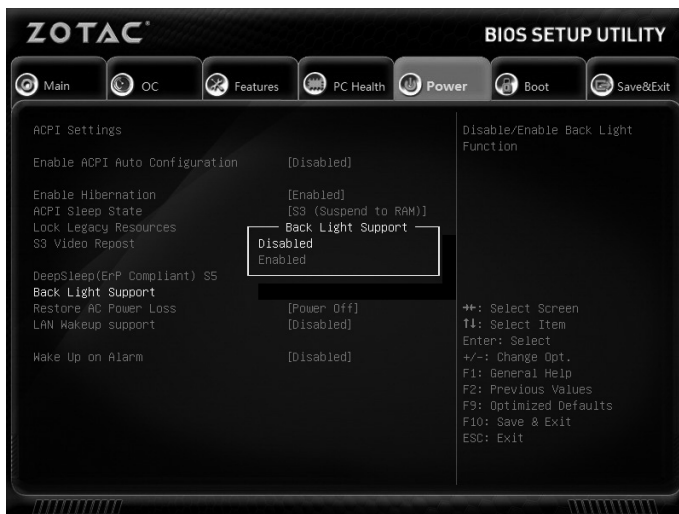 ZOTAC
BIOS SETUP UTILITY
Main
OC
Features
PC Health
Power
Boot
Save&Exit
ACPI Settings
Enable ACPI Auto Configuration [Disabled]
Enable Hibernation [Enabled]
ACPI Sleep State [S3 (Suspend to RAM)]
Lock Legacy Resources
S3 Video Repost
Back Light Support
Disabled
Enabled
DeepSleep(ErP Compliant) S5
Back Light Support
Restore AC Power Loss [Power Off]
LAN Wakeup support [Disabled]
Wake Up on Alarm [Disabled]
Disable/Enable Back Light
Function
→←: Select Screen
↑↓: Select Item
Enter: Select
+/-: Change Opt.
F1: General Help
F2: Previous Values
F9: Optimized Defaults
F10: Save & Exit
ESC: Exit